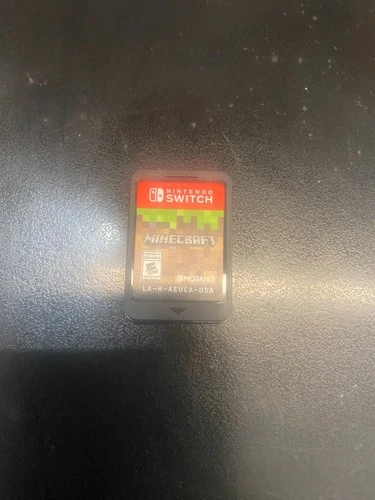 NINTENDO
SWITCH
MINECRAFT
E
MOJANG
LA-H-AEUCA-USA